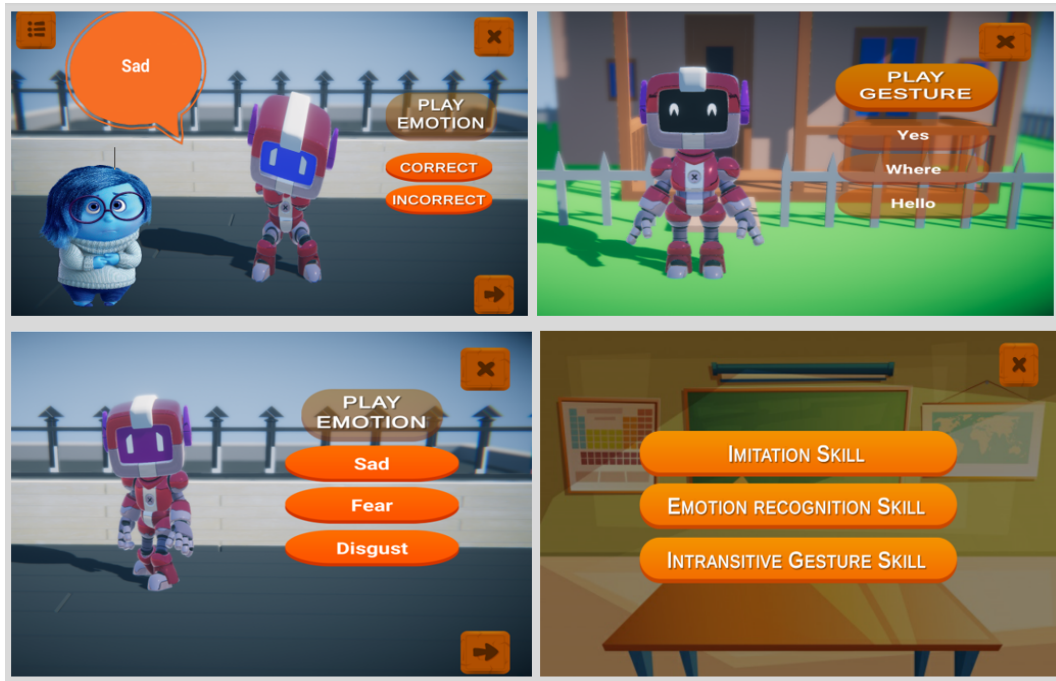 Sad
PLAY
EMOTION
CORRECT
INCORRECT
PLAY
GESTURE
Yes
Where
Hello
PLAY
EMOTION
Sad
Fear
Disgust
IMITATION SKILL
EMOTION RECOGNITION SKILL
INTRANSITIVE GESTURE SKILL